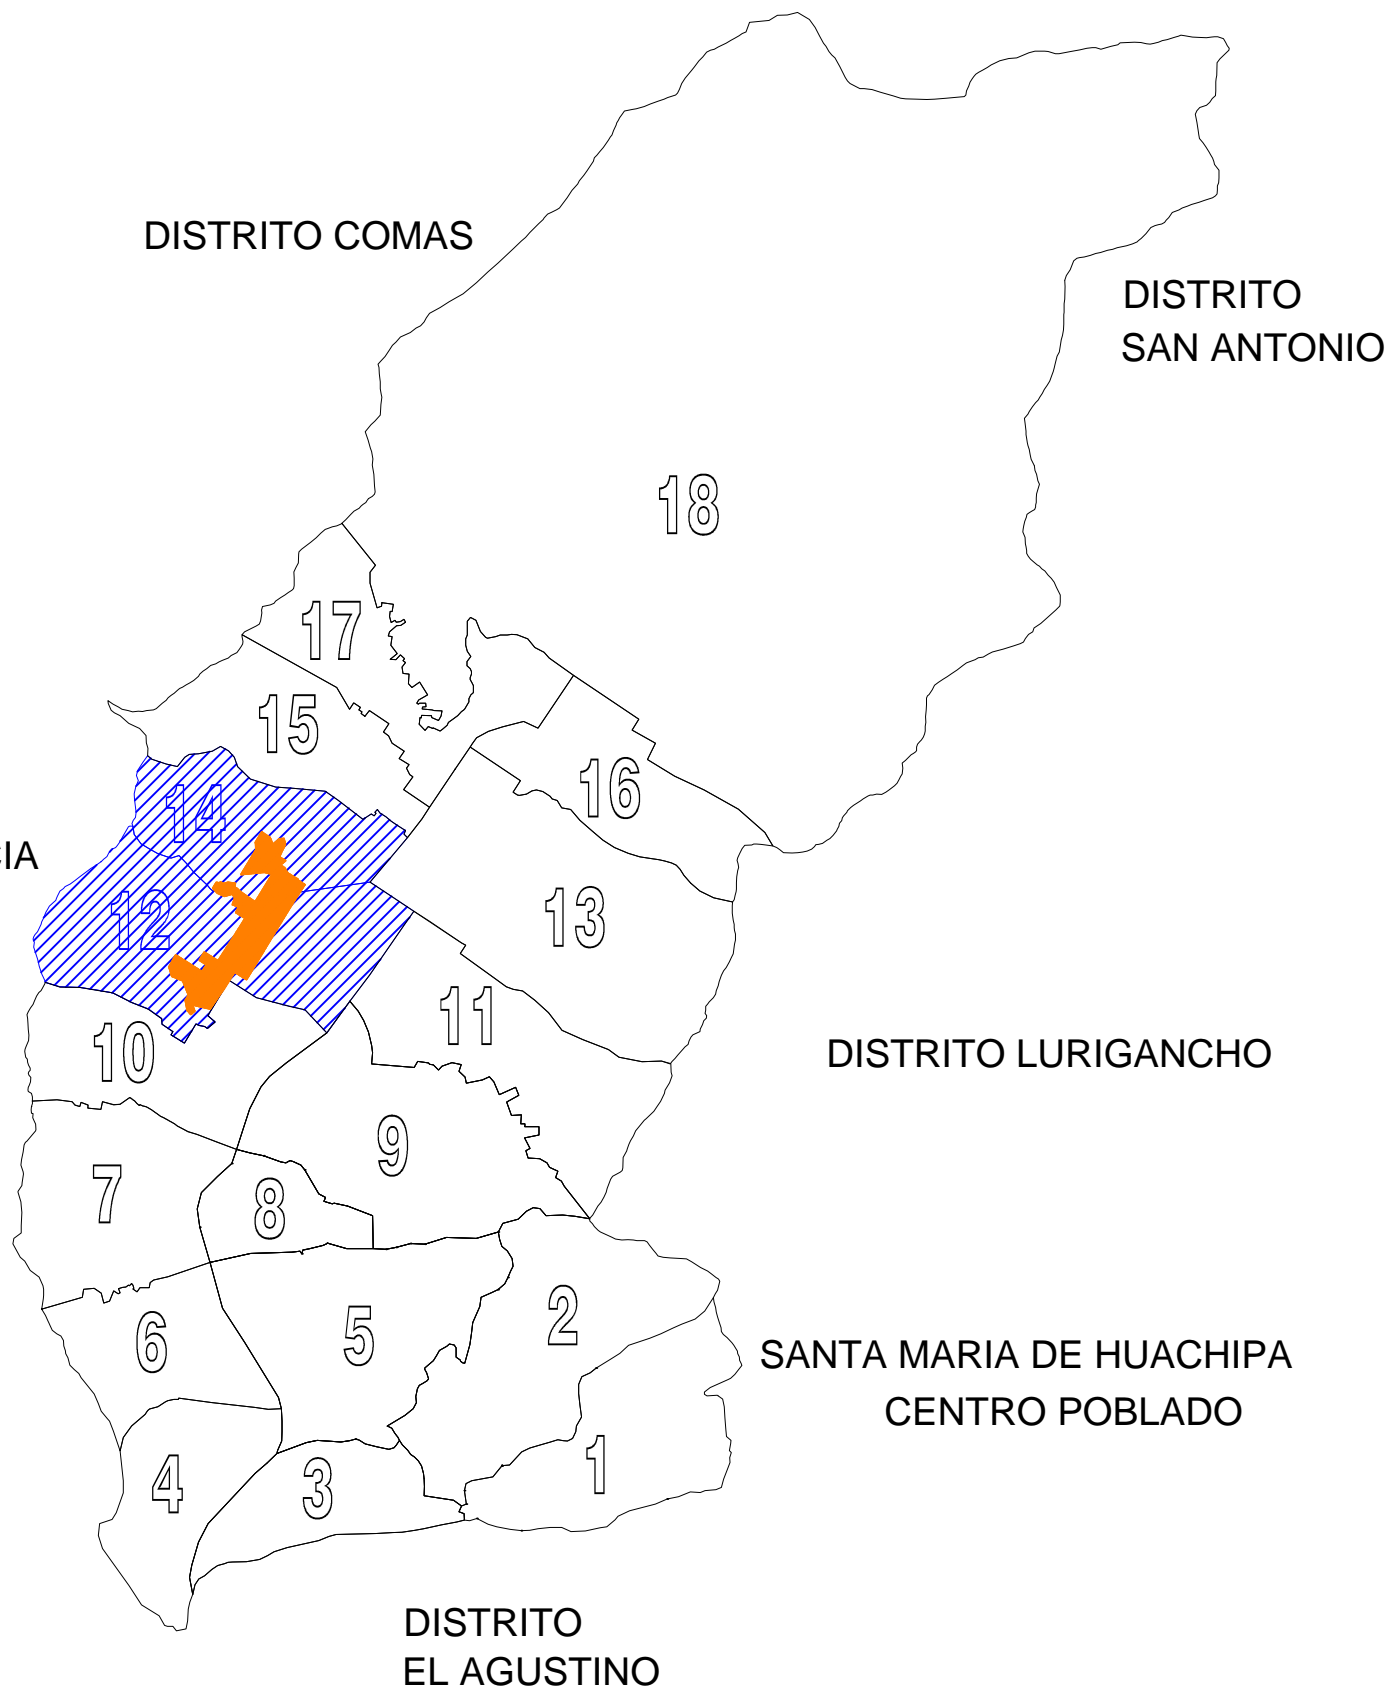 DISTRITO COMAS
DISTRITO
SAN ANTONIO
18
17
15
16
14
CIA
12
13
11
10
DISTRITO LURIGANCHO
9
7
8
2
5
6
SANTA MARIA DE HUACHIPA
CENTRO POBLADO
1
4
3
DISTRITO
EL AGUSTINO